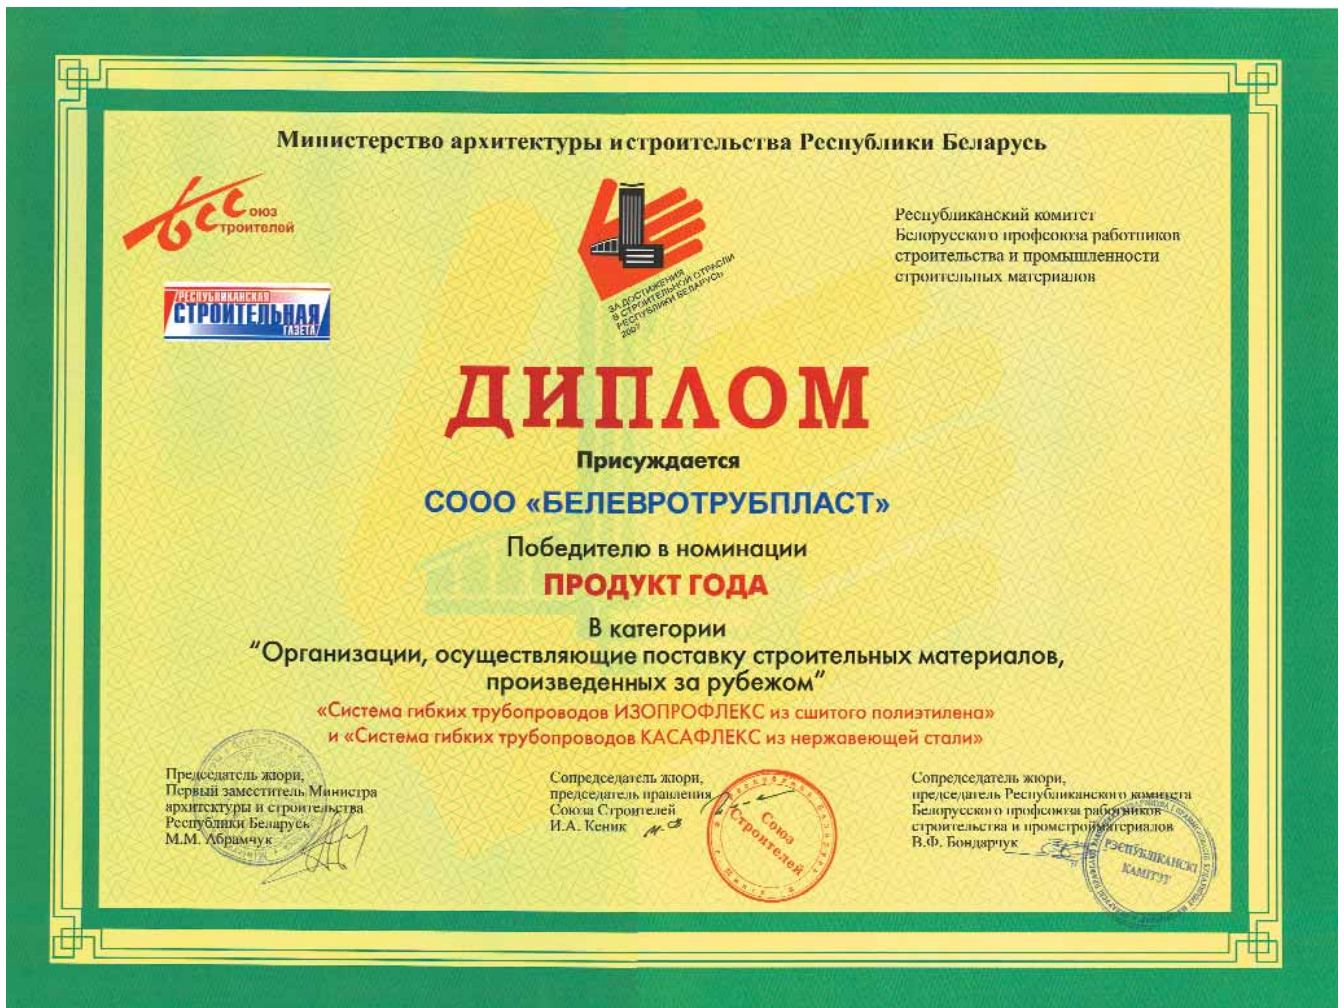 Министерство архитектуры и строительства Республики Беларусь
бСС
оюз
троителей
РЕСПУБЛИКАНСКАЯ
СТРОИТЕЛЬНАЯ
ГАЗЕТА
ЗА ДОСТИЖЕНИЯ
В СТРОИТЕЛЬНОЙ ОТРАСЛИ
РЕСПУБЛИКИ БЕЛАРУСЬ
2007
Республиканский комитет
Белорусского профсоюза работников
строительства и промышленности
строительных материалов
ДИПЛОМ
Присуждается
СООО «БЕЛЕВРОТРУБПЛАСТ»
Победителю в номинации
ПРОДУКТ ГОДА
В категории
"Организации, осуществляющие поставку строительных материалов,
произведенных за рубежом"
«Система гибких трубопроводов ИЗОПРОФЛЕКС из сшитого полиэтилена»
и «Система гибких трубопроводов КАСАФЛЕКС из нержавеющей стали»
Председатель жюри,
Первый заместитель Министра
архитектуры и строительства
Республики Беларусь
М.М. Абрамчук
Сопредседатель жюри,
председатель правления
Союза Строителей
И.А. Кеник
Союз
Строителей
Сопредседатель жюри,
председатель Республиканского комитета
Белорусского профсоюза работников
строительства и промстройматериалов
В.Ф. Бондарчук
РЭСПУБЛІКАНСКІ
КАМІТЭТ